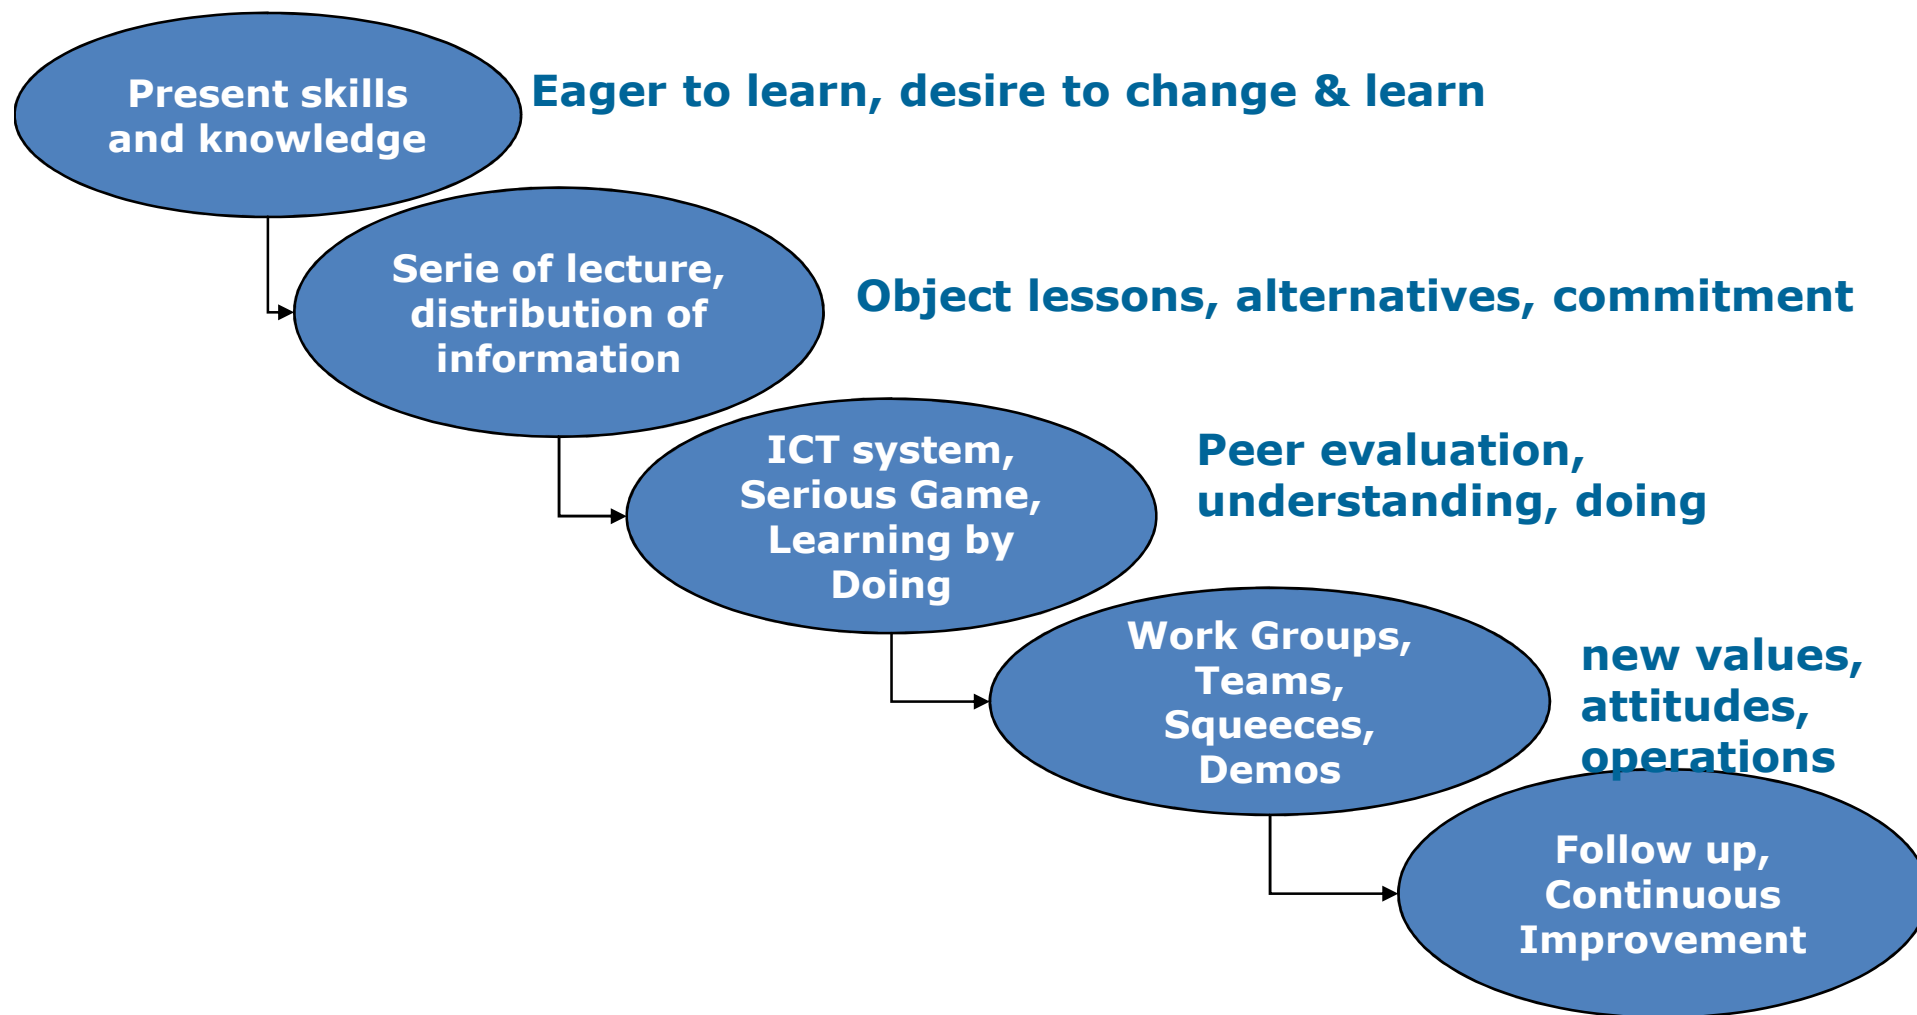 Present skills
and knowledge
Eager to learn, desire to change & learn
Serie of lecture,
distribution of
information
Object lessons, alternatives, commitment
ICT system,
Serious Game,
Learning by
Doing
Peer evaluation,
understanding, doing
Work Groups,
Teams,
Squeeces,
Demos
new values,
attitudes,
operations
Follow up,
Continuous
Improvement